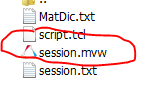 ..
MatDic.txt
script.tcl
session.mvw
session.txt